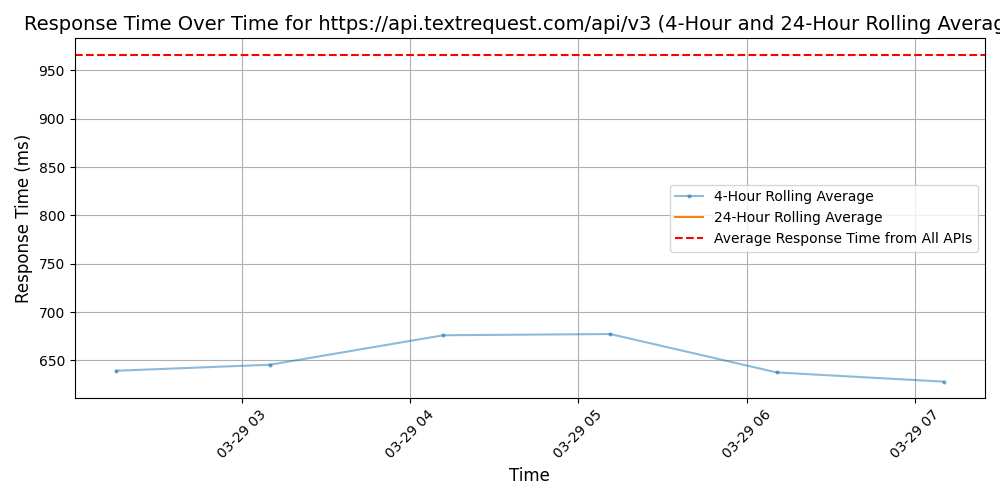 Response Time Over Time for https://api.textrequest.com/api/v3 (4-Hour and 24-Hour Rolling Averag
Response Time (ms)
950
900
850
800
750
700
650
4-Hour Rolling Average
24-Hour Rolling Average
Average Response Time from All APIs
03-29 03
03-29 04
03-29 05
03-29 06
03-29 07
Time